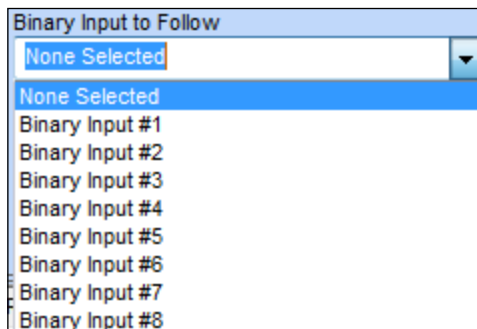 Binary Input to Follow
None Selected
None Selected
Binary Input #1
Binary Input #2
Binary Input #3
Binary Input #4
Binary Input #5
Binary Input #6
Binary Input #7
Binary Input #8